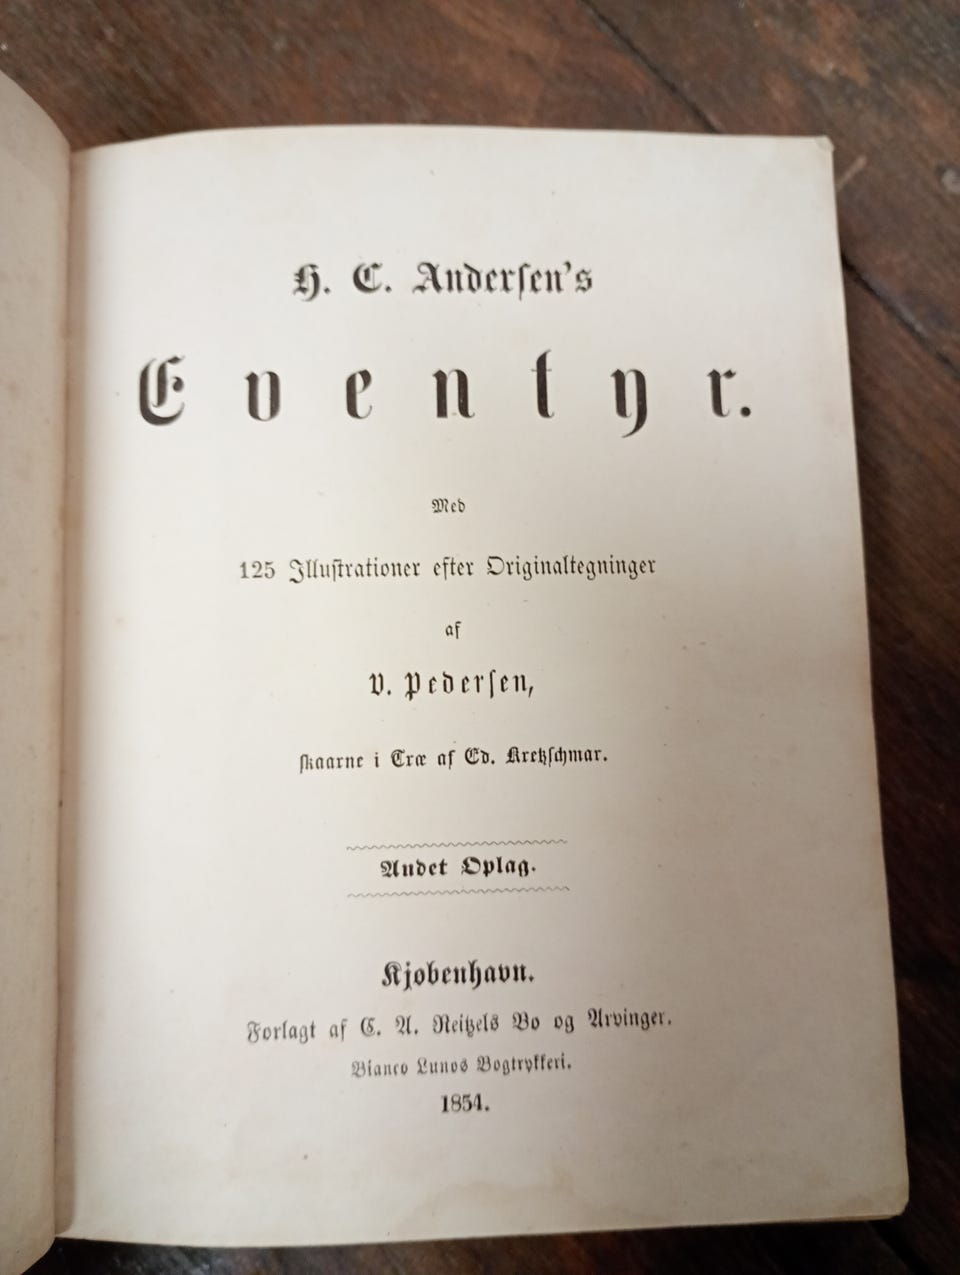 H. C. Andersen's
Eventyr.
Med
125 Illustrationer efter Originaltegninger
af
V. Pedersen,
skaarne i Træ af Ed. Kretzschmar.
Andet Oplag.
Kjøbenhavn.
Forlagt af C. A. Reitzels Bo og Arvinger.
Bianco Lunos Bogtrykkeri.
1854.